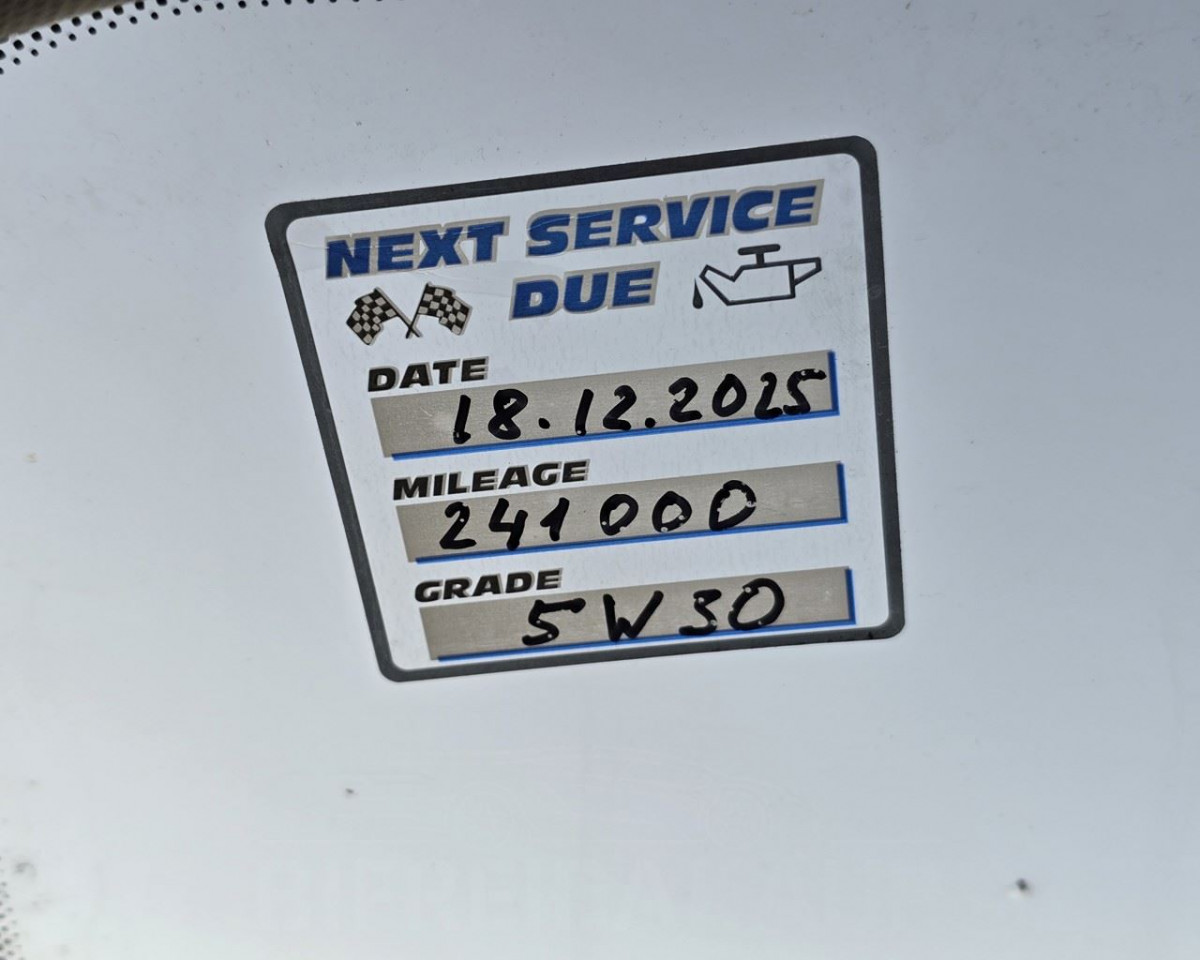 NEXT SERVICE
DUE
DATE
18.12.2025
MILEAGE
241000
GRADE
5W30